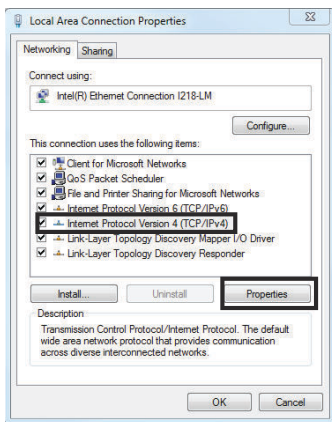 Local Area Connection Properties
Networking Sharing
Connect using:
Intel(R) Ethernet Connection I218-LM
Configure...
This connection uses the following items:
Client for Microsoft Networks
QoS Packet Scheduler
File and Printer Sharing for Microsoft Networks
Internet Protocol Version 6 (TCP/IPv6)
Internet Protocol Version 4 (TCP/IPv4)
Link-Layer Topology Discovery Mapper I/O Driver
Link-Layer Topology Discovery Responder
Install... Uninstall Properties
Description
Transmission Control Protocol/Internet Protocol. The default
wide area network protocol that provides communication
across diverse interconnected networks.
OK Cancel